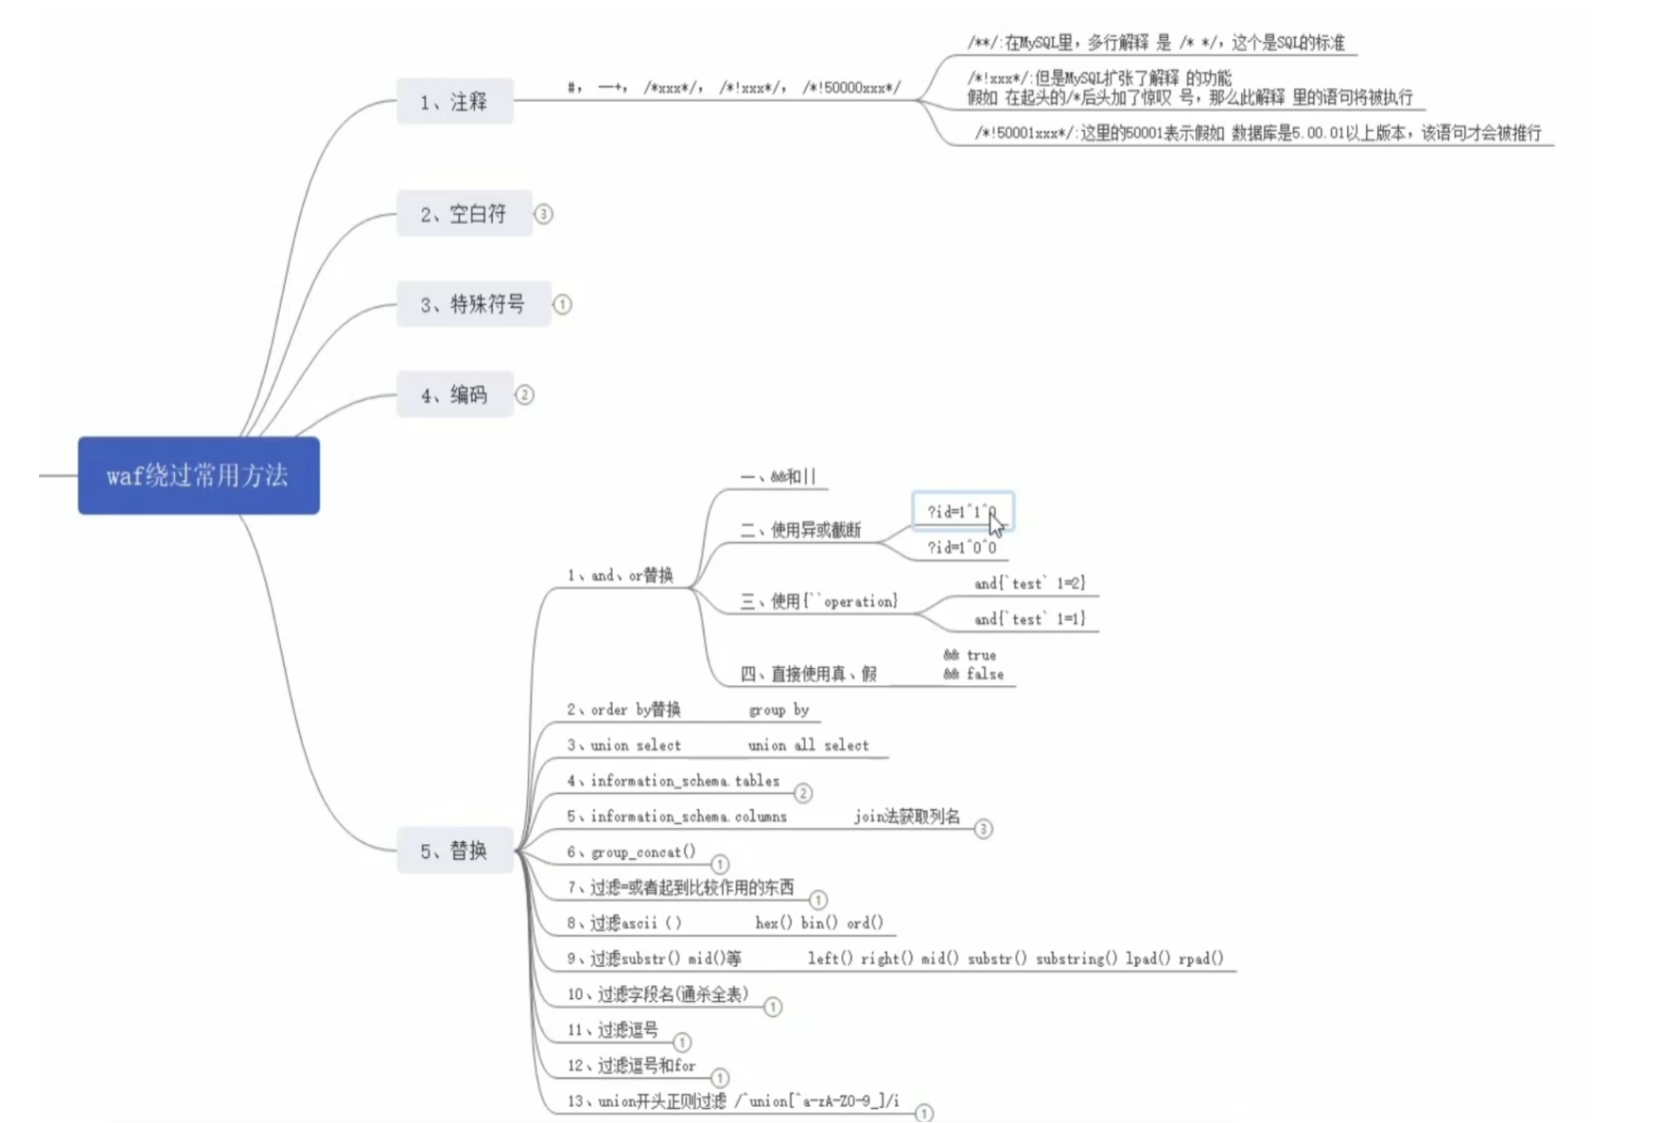 waf绕过常用方法
1、注释
#， —+， /*xxx*/， /*!xxx*/， /*!50000xxx*/
/**/:在MySQL里，多行解释 是 /* */，这个是SQL的标准
/*!xxx*/:但是MySQL扩张了解释 的功能
假如 在起头的/*后头加了惊叹 号，那么此解释 里的语句将被执行
/*!50001xxx*/:这里的50001表示假如 数据库是5.00.01以上版本，该语句才会被推行
2、空白符 3
3、特殊符号 1
4、编码 2
5、替换
1、and、or替换
一、&&和||
二、使用异或截断
?id=1^1^0
?id=1^0^0
三、使用{``operation}
and{`test` 1=2}
and{`test` 1=1}
四、直接使用真、假
&& true
&& false
2、order by替换 group by
3、union select union all select
4、information_schema.tables 2
5、information_schema.columns join法获取列名 3
6、group_concat() 1
7、过滤=或者起到比较作用的东西 1
8、过滤ascii（） hex() bin() ord()
9、过滤substr() mid()等 left() right() mid() substr() substring() lpad() rpad()
10、过滤字段名(通杀全表) 1
11、过滤逗号 1
12、过滤逗号和for 1
13、union开头正则过滤 /^union[^a-zA-Z0-9_]/i 1